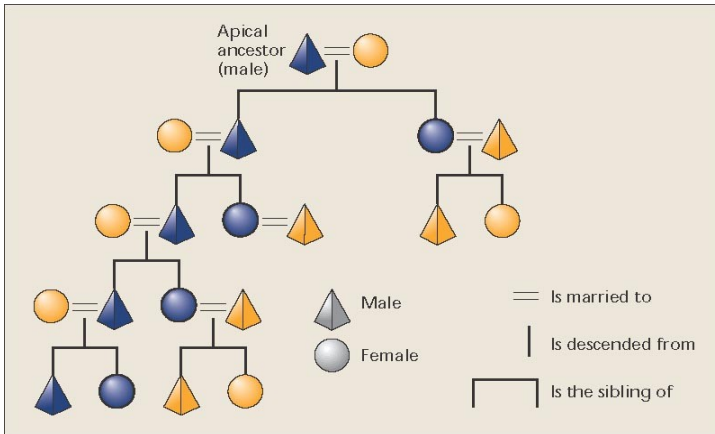 Apical
ancestor
(male)
Male
Female
Is married to
Is descended from
Is the sibling of